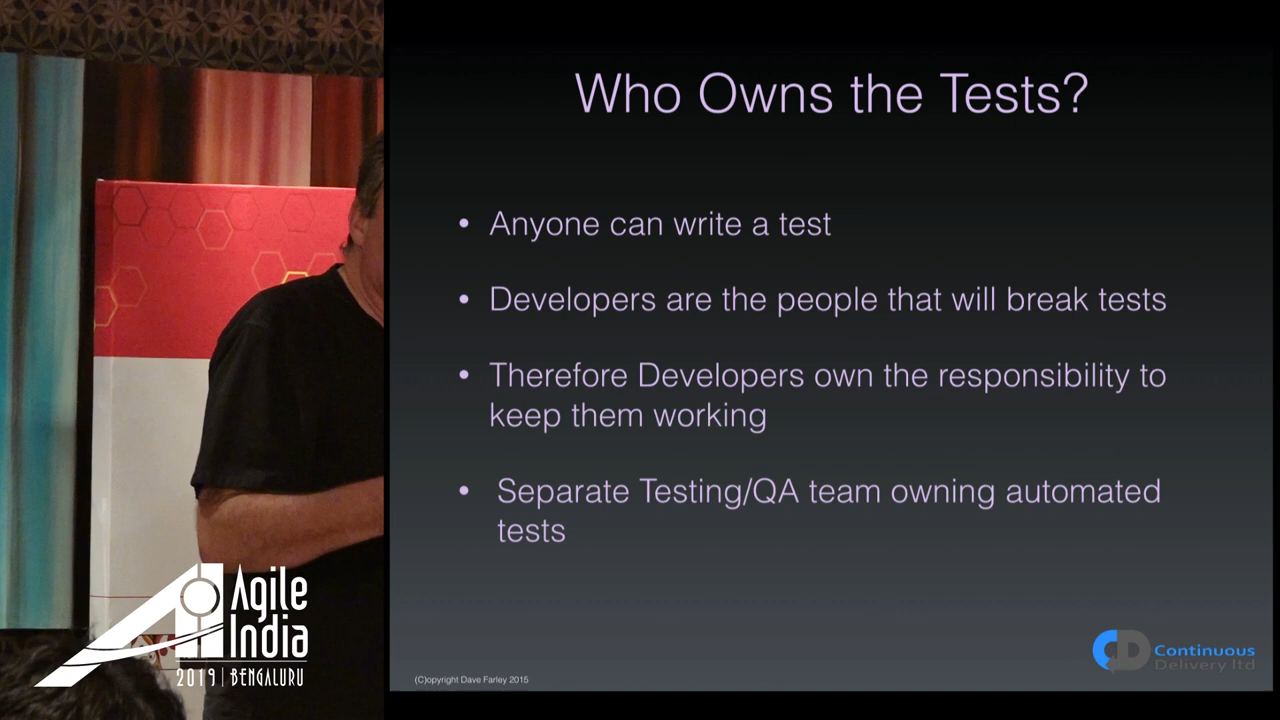 Who Owns the Tests?
• Anyone can write a test
• Developers are the people that will break tests
• Therefore Developers own the responsibility to
keep them working
• Separate Testing/QA team owning automated
tests
Agile
India
2019 | BENGALURU
Continuous
Delivery ltd
(C)opyright Dave Farley 2015